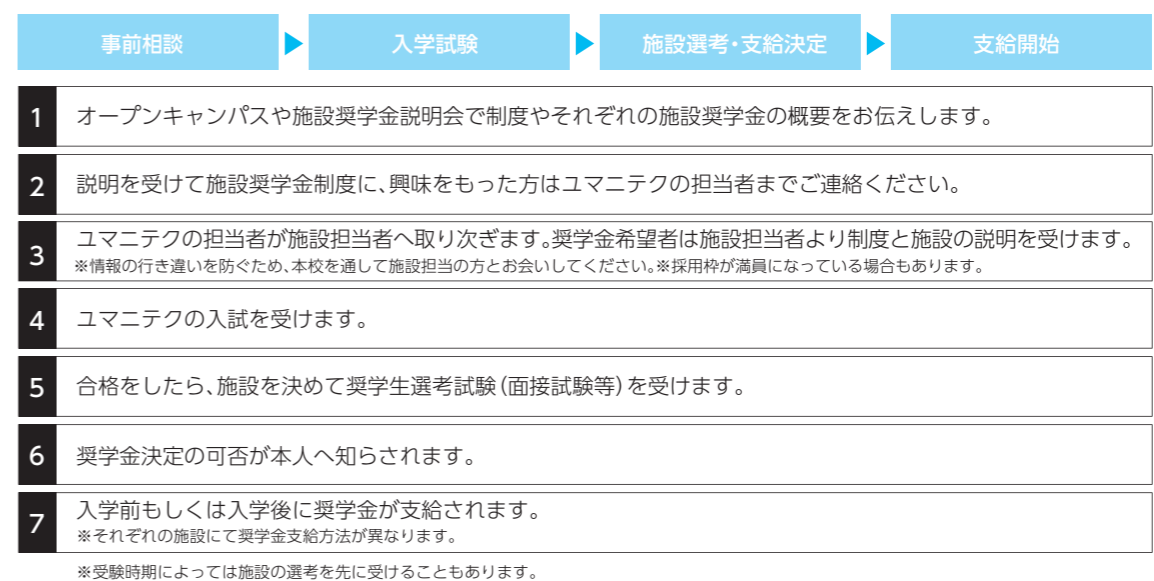 事前相談
入学試験
施設選考・支給決定
支給開始
1 オープンキャンパスや施設奨学金説明会で制度やそれぞれの施設奨学金の概要をお伝えします。
2 説明を受けて施設奨学金制度に、興味をもった方はユマニテクの担当者までご連絡ください。
3 ユマニテクの担当者が施設担当者へ取り次ぎます。奨学金希望者は施設担当者より制度と施設の説明を受けます。
※情報の行き違いを防ぐため、本校を通して施設担当の方とお会いしてください。※採用枠が満員になっている場合もあります。
4 ユマニテクの入試を受けます。
5 合格をしたら、施設を決めて奨学生選考試験（面接試験等）を受けます。
6 奨学金決定の可否が本人へ知らされます。
7 入学前もしくは入学後に奨学金が支給されます。
※それぞれの施設にて奨学金支給方法が異なります。
※受験時期によっては施設の選考を先に受けることもあります。